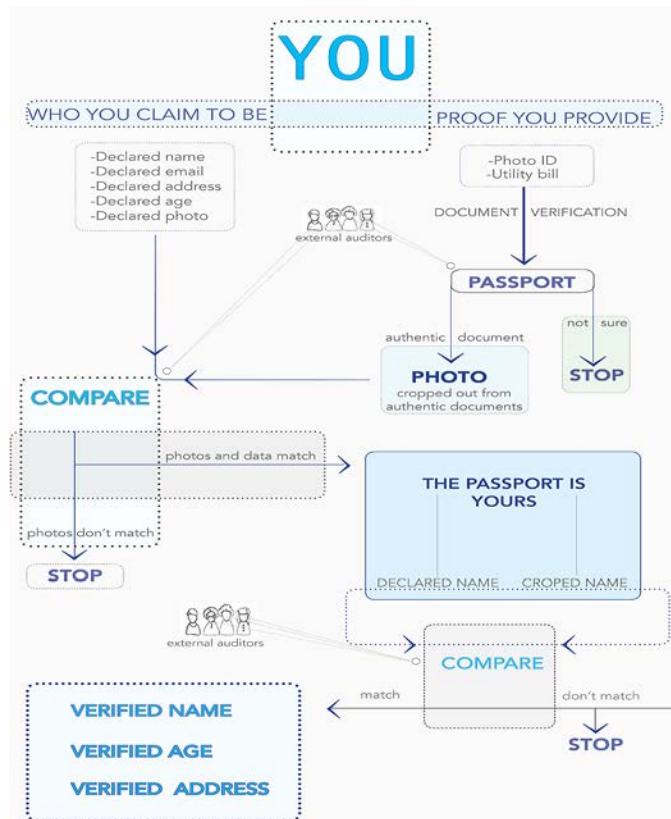 YOU
WHO YOU CLAIM TO BE
PROOF YOU PROVIDE
-Declared name
-Declared email
-Declared address
-Declared age
-Declared photo
-Photo ID
-Utility bill
DOCUMENT VERIFICATION
external auditors
PASSPORT
authentic document
not sure
PHOTO
cropped out from
authentic documents
STOP
COMPARE
photos and data match
THE PASSPORT IS
YOURS
photos don't match
STOP
DECLARED NAME
CROPED NAME
external auditors
COMPARE
match
don't match
STOP
VERIFIED NAME
VERIFIED AGE
VERIFIED ADDRESS